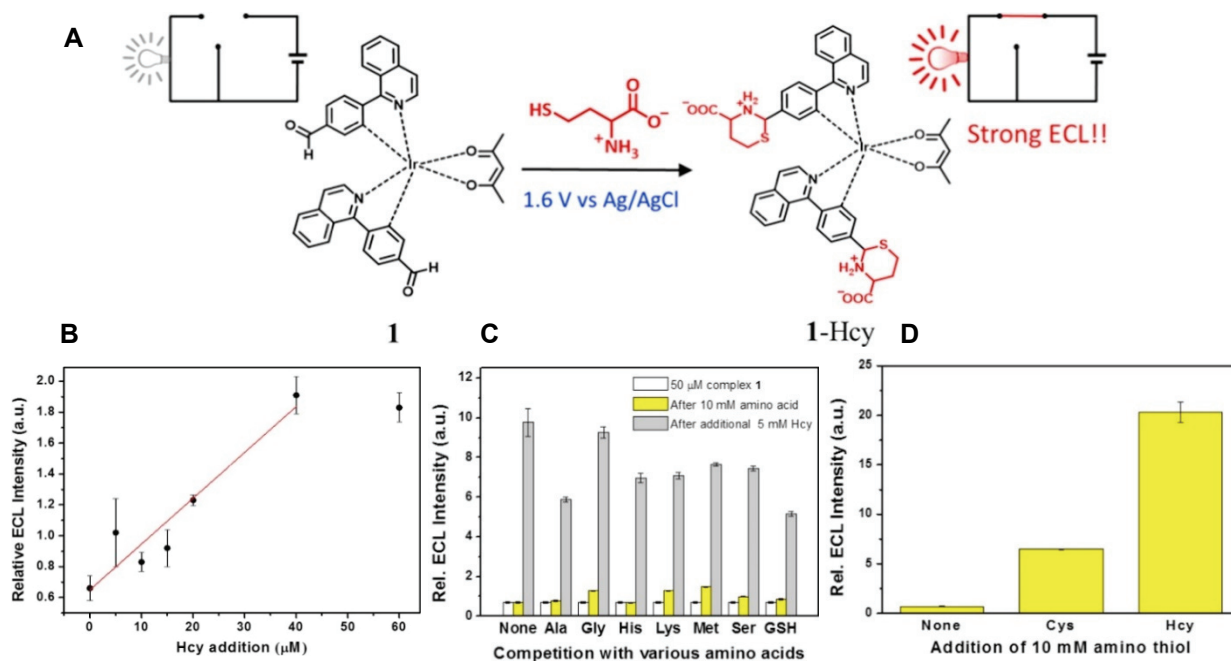 A
HS
O
O⁻
⁺NH₃
1.6 V vs Ag/AgCl
N
O
H
Ir
O
O
N
H
O
⁻OOC
H₂
N
+
S
N
Ir
O
O
N
S
H₂N
+
⁻OOC
Strong ECL!!
1
1-Hcy
B
Relative ECL Intensity (a.u.)
2.0
1.8
1.6
1.4
1.2
1.0
0.8
0.6
0
10
20
30
40
50
60
Hcy addition (μM)
C
Rel. ECL Intensity (a.u.)
12
10
8
6
4
2
0
50 μM complex 1
After 10 mM amino acid
After additional 5 mM Hcy
None Ala Gly His Lys Met Ser GSH
Competition with various amino acids
D
Rel. ECL Intensity (a.u.)
25
20
15
10
5
0
None Cys Hcy
Addition of 10 mM amino thiol